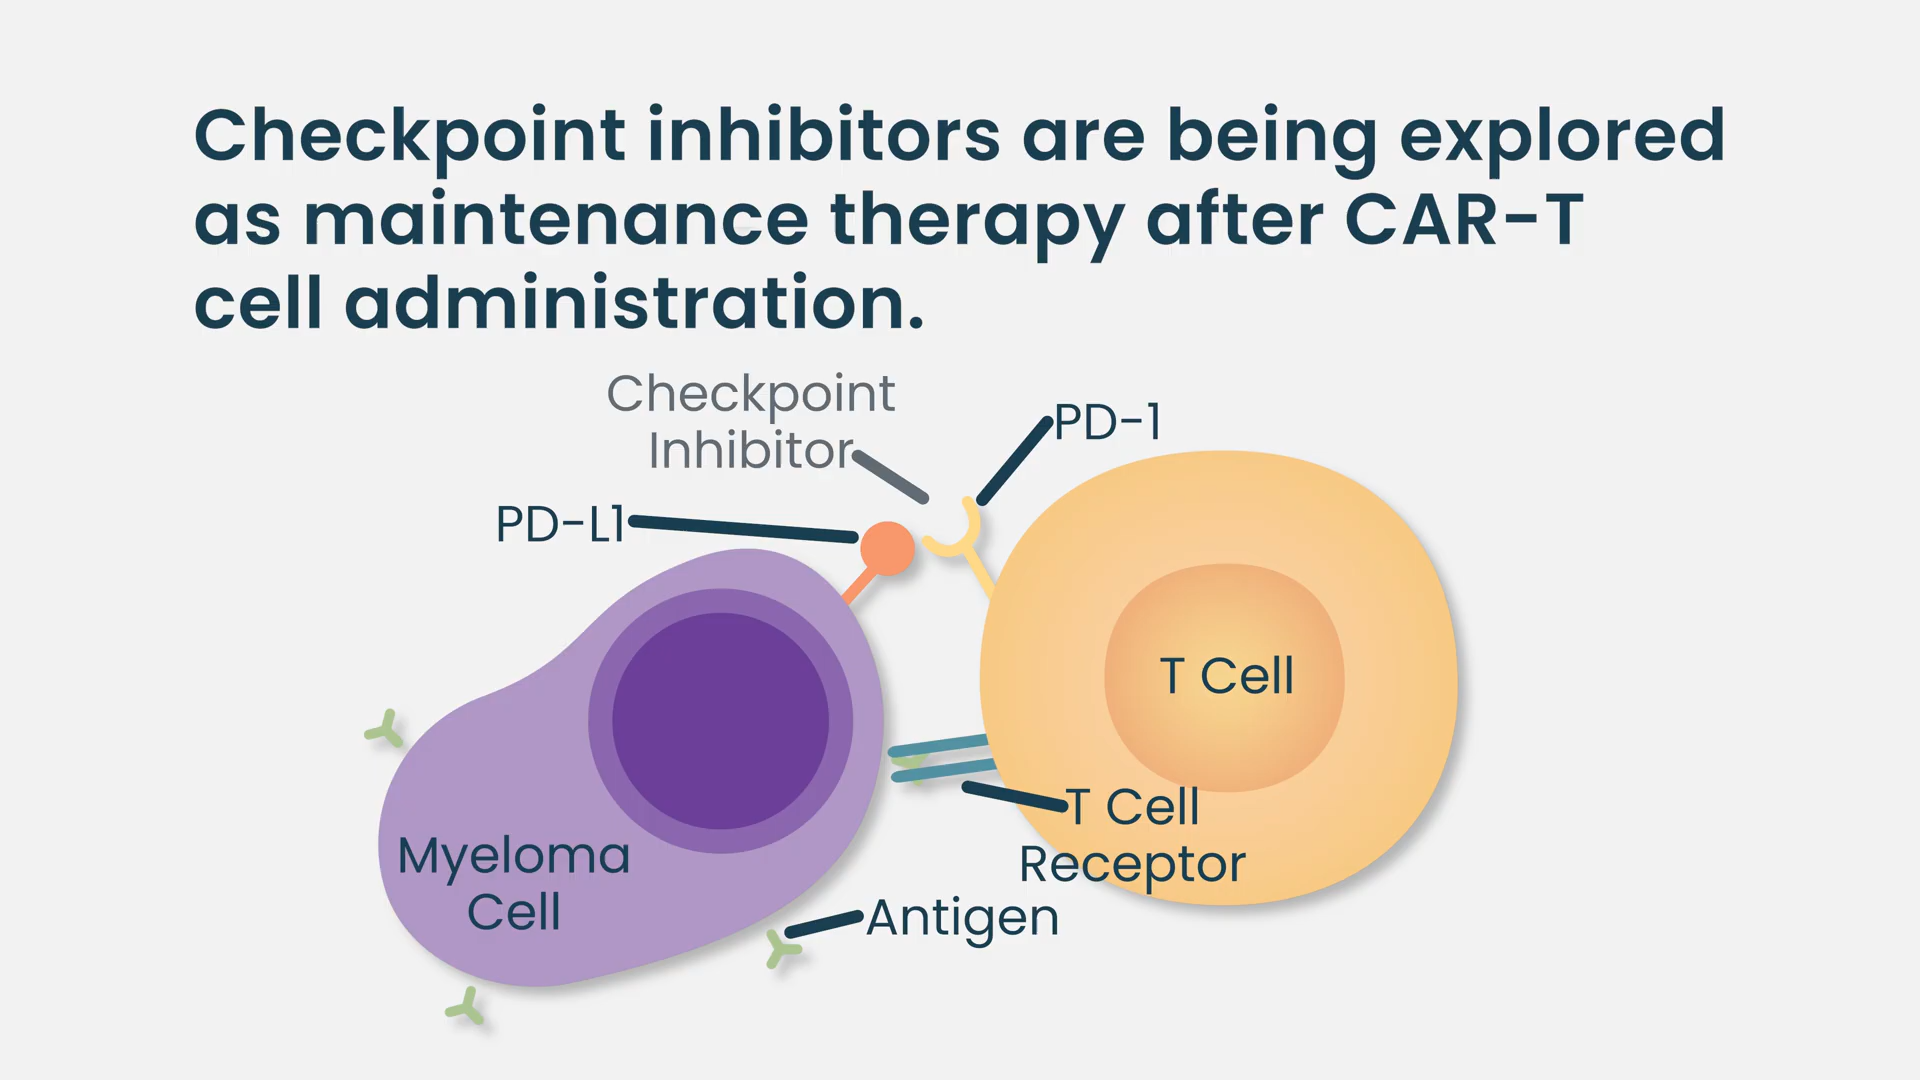 Checkpoint inhibitors are being explored
as maintenance therapy after CAR-T
cell administration.
Checkpoint
Inhibitor
PD-1
PD-L1
T Cell
T Cell
Receptor
Myeloma
Cell
Antigen